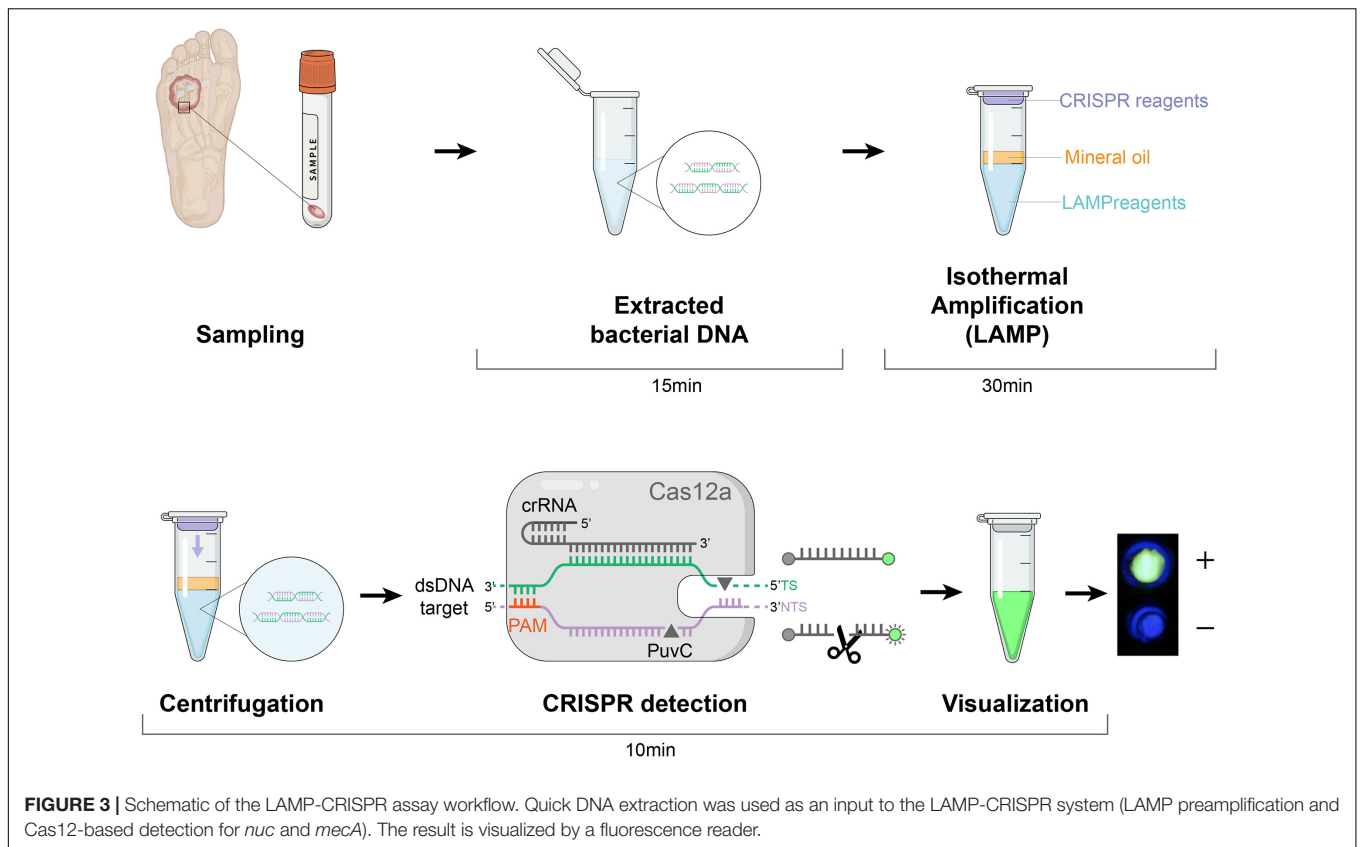 SAMPLE
CRISPR reagents
Mineral oil
LAMPreagents
Sampling
Extracted
bacterial DNA
Isothermal
Amplification
(LAMP)
15min
30min
Cas12a
crRNA
5’
3’
dsDNA
target
3’
5’
5’TS
3’NTS
PAM
PuvC
+
−
Centrifugation
CRISPR detection
Visualization
10min
FIGURE 3 | Schematic of the LAMP-CRISPR assay workflow. Quick DNA extraction was used as an input to the LAMP-CRISPR system (LAMP preamplification and
Cas12-based detection for nuc and mecA). The result is visualized by a fluorescence reader.